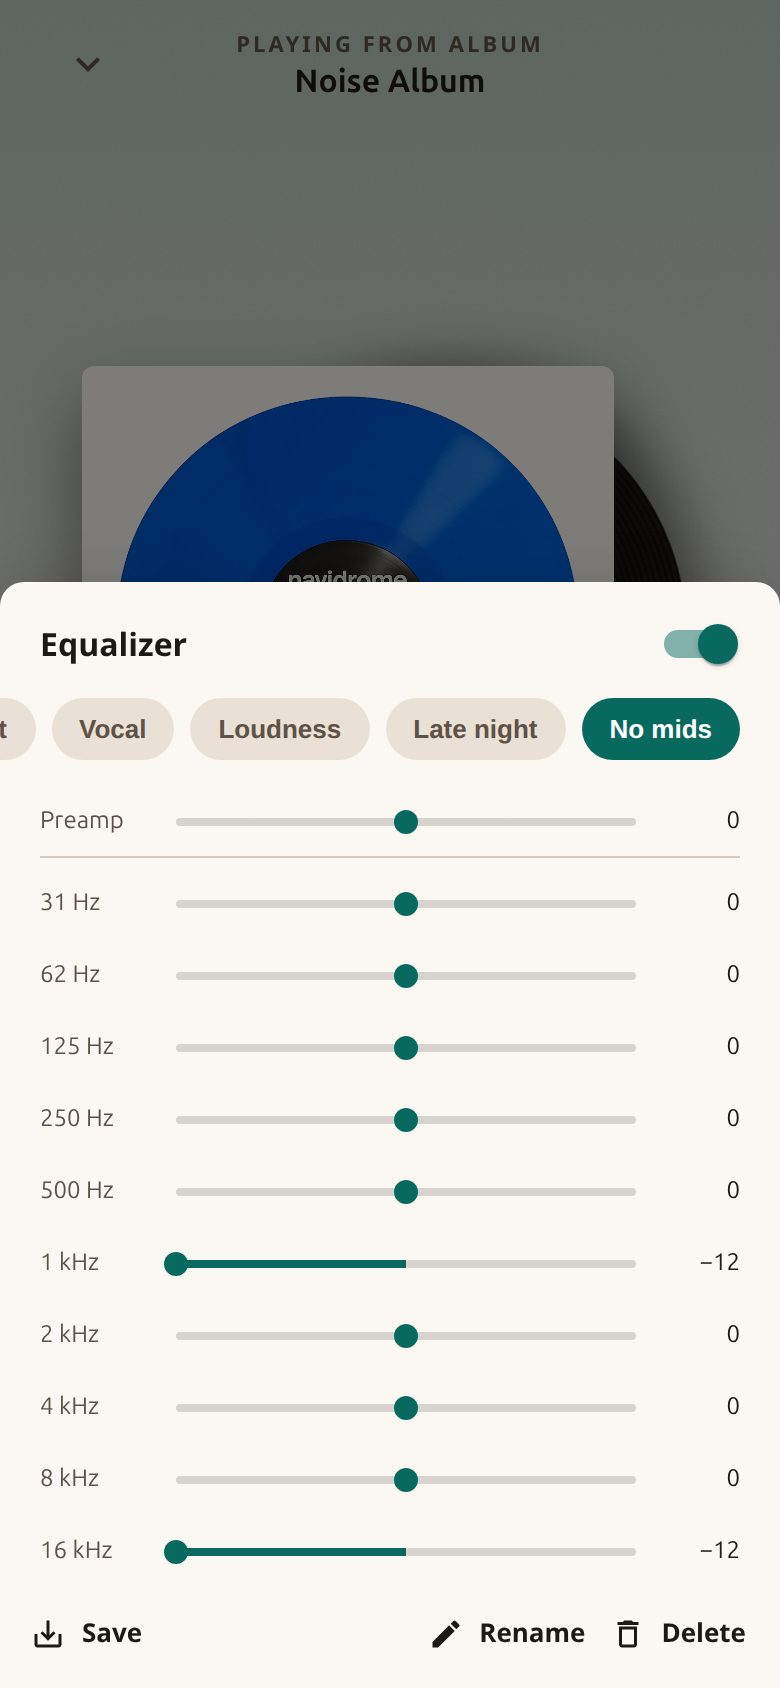 PLAYING FROM ALBUM
Noise Album
navidrome
Equalizer
t Vocal Loudness Late night No mids
Preamp 0
31 Hz 0
62 Hz 0
125 Hz 0
250 Hz 0
500 Hz 0
1 kHz −12
2 kHz 0
4 kHz 0
8 kHz 0
16 kHz −12
Save Rename Delete